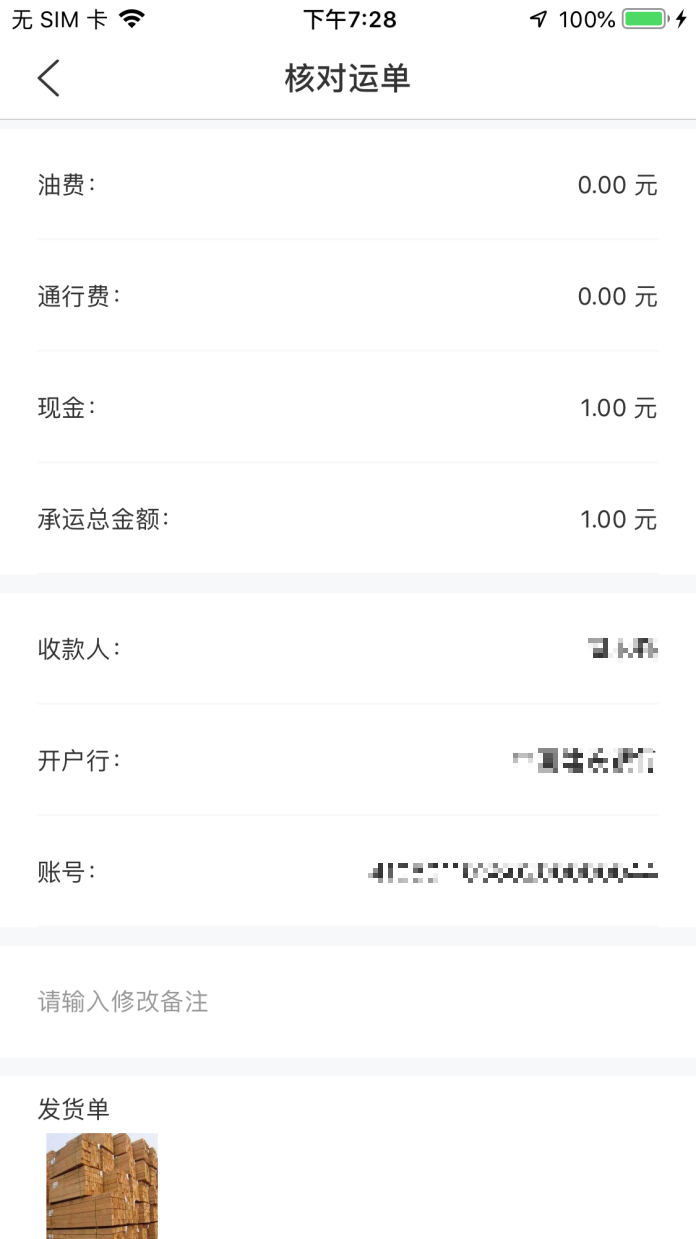 无 SIM 卡 下午7:28 100%
核对运单
油费: 0.00 元
通行费: 0.00 元
现金: 1.00 元
承运总金额: 1.00 元
收款人:
开户行:
账号:
请输入修改备注
发货单